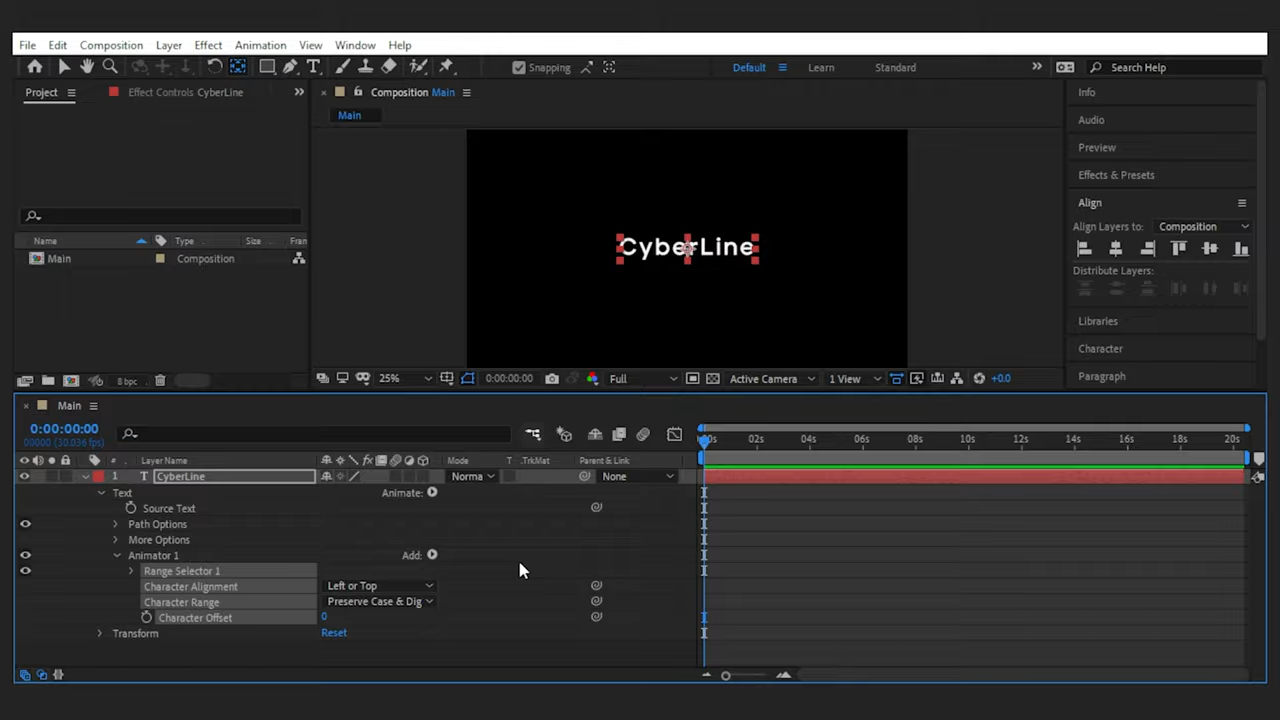 File Edit Composition Layer Effect Animation View Window Help
Snapping Default Learn Standard Search Help
Project Effect Controls CyberLine
Composition Main
Main
CyberLine
Name Type Size Fran
Main Composition
8 bpc
25% 0:00:00:00 Full Active Camera 1 View +0.0
Info
Audio
Preview
Effects & Presets
Align
Align Layers to: Composition
Distribute Layers:
Libraries
Character
Paragraph
Main
0:00:00:00
00000 (30.036 fps)
00s 02s 04s 06s 08s 10s 12s 14s 16s 18s 20s
# Layer Name Mode T .TrkMat Parent & Link
1 T CyberLine Norma None
Text Animate:
Source Text
Path Options
More Options
Animator 1 Add:
Range Selector 1
Character Alignment Left or Top
Character Range Preserve Case & Dig
Character Offset 0
Transform Reset